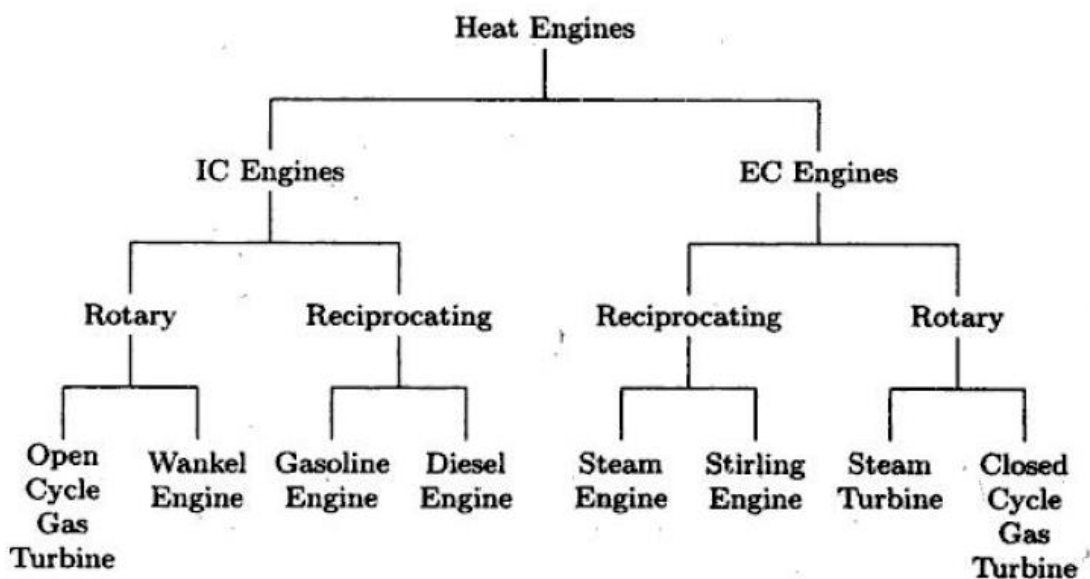 Heat Engines
IC Engines
EC Engines
Rotary
Reciprocating
Reciprocating
Rotary
Open
Cycle
Gas
Turbine
Wankel
Engine
Gasoline
Engine
Diesel
Engine
Steam
Engine
Stirling
Engine
Steam
Turbine
Closed
Cycle
Gas
Turbine